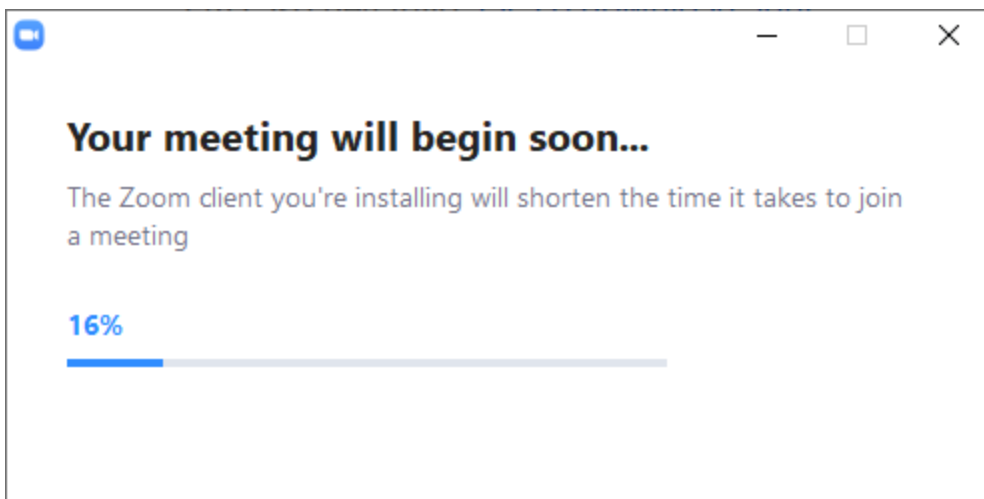 Your meeting will begin soon...
The Zoom client you're installing will shorten the time it takes to join
a meeting
16%